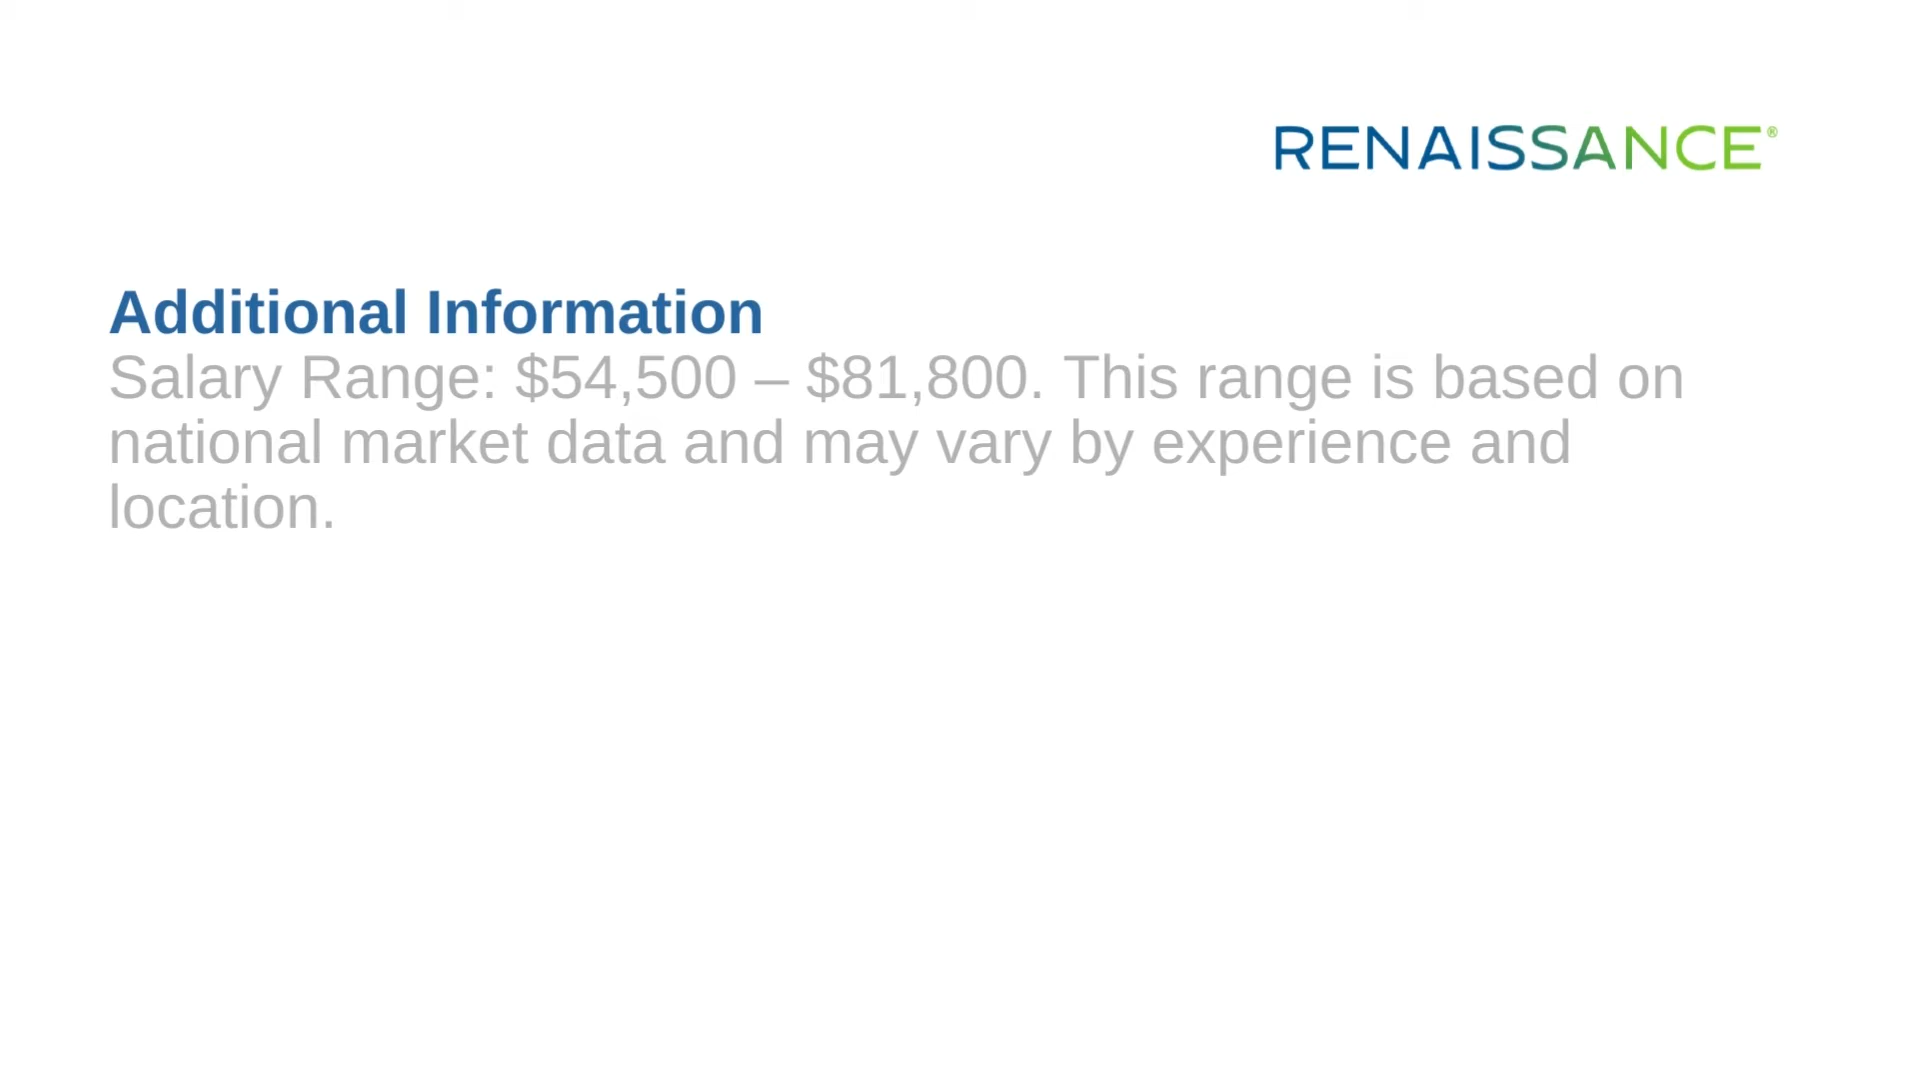 RENAISSANCE®
Additional Information
Salary Range: $54,500 – $81,800. This range is based on
national market data and may vary by experience and
location.